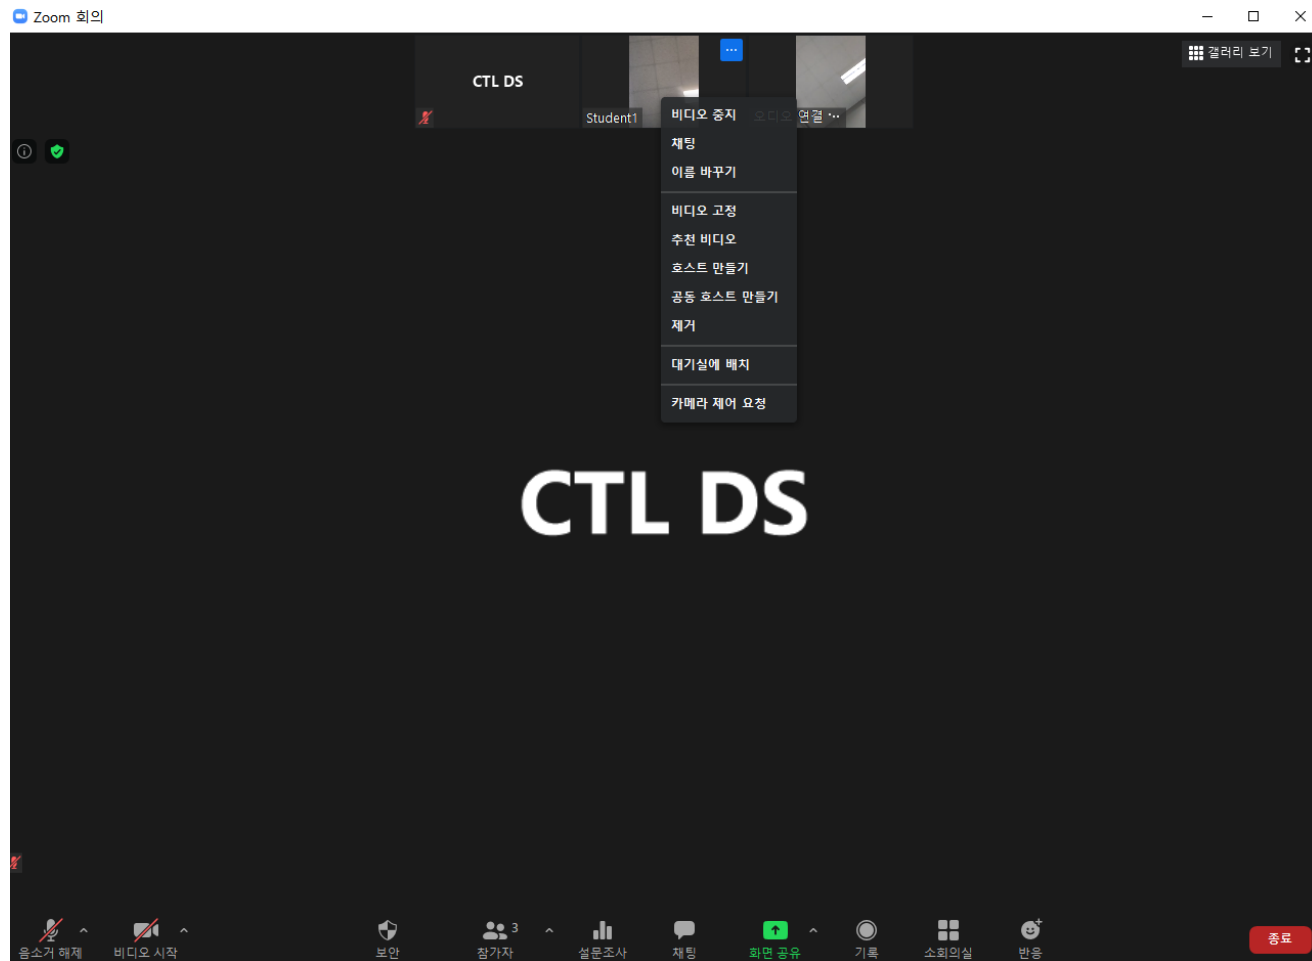 Zoom 회의
갤러리 보기
CTL DS
Student1
오디오 연결 ···
비디오 중지
채팅
이름 바꾸기
비디오 고정
추천 비디오
호스트 만들기
공동 호스트 만들기
제거
대기실에 배치
카메라 제어 요청
CTL DS
음소거 해제
비디오 시작
보안
참가자 3
설문조사
채팅
화면 공유
기록
소회의실
반응
종료